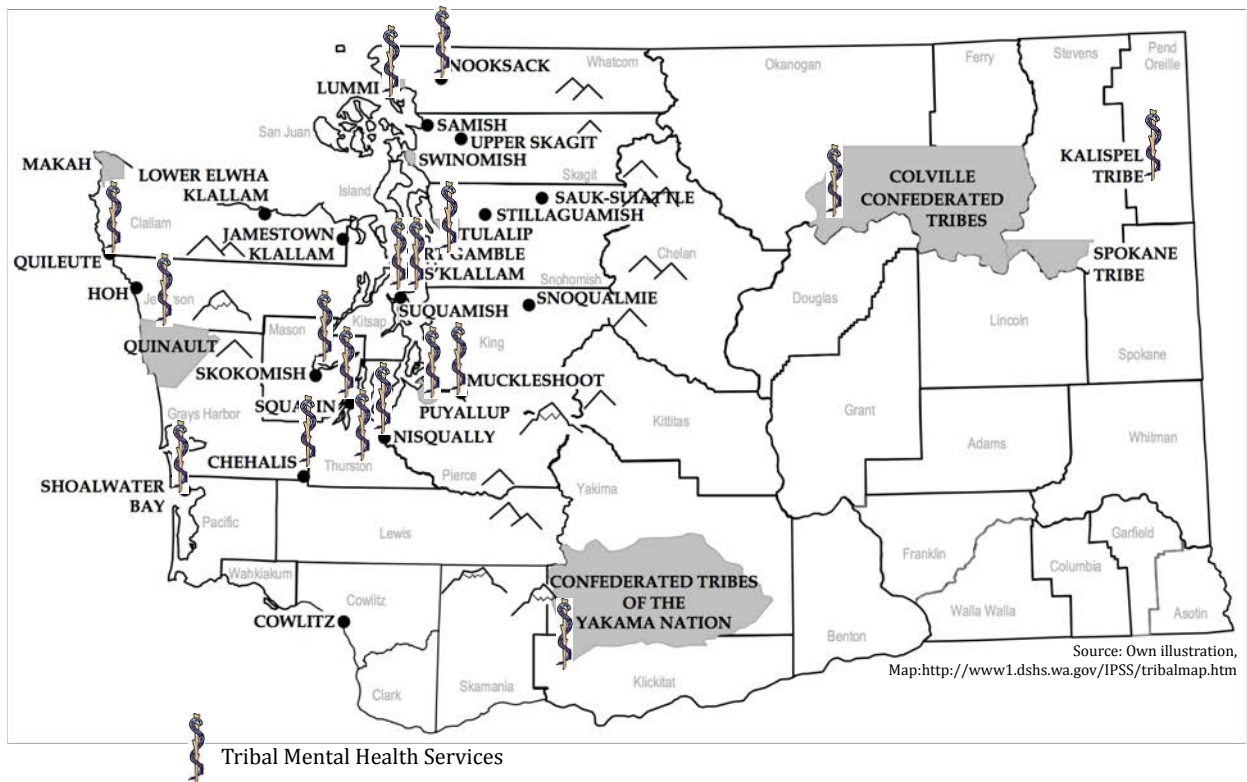 NOOKSACK
Whatcom
Okanogan
Ferry
Stevens
Pend
Oreille
LUMMI
San Juan
SAMISH
UPPER SKAGIT
SWINOMISH
Skagit
MAKAH
LOWER ELWHA
KLALLAM
Island
Clallam
SAUK-SUIATTLE
STILLAGUAMISH
KALISPEL
TRIBE
COLVILLE
CONFEDERATED
TRIBES
JAMESTOWN
KLALLAM
TULALIP
RT GAMBLE
S'KLALLAM
Snohomish
Chelan
SPOKANE
TRIBE
QUILEUTE
HOH
SUQUAMISH
SNOQUALMIE
Douglas
Lincoln
Mason
Kitsap
King
Spokane
QUINAULT
SKOKOMISH
MUCKLESHOOT
PUYALLUP
Grays Harbor
NISQUALLY
Kittitas
Grant
Adams
Whitman
CHEHALIS
Thurston
Pierce
Yakima
SHOALWATER
BAY
Pacific
Lewis
Franklin
Garfield
Columbia
Wahkiakum
Cowlitz
CONFEDERATED TRIBES
OF THE
YAKAMA NATION
Walla Walla
Asotin
COWLITZ
Benton
Clark
Skamania
Klickitat
Source: Own illustration,
Map:http://www1.dshs.wa.gov/IPSS/tribalmap.htm
Tribal Mental Health Services